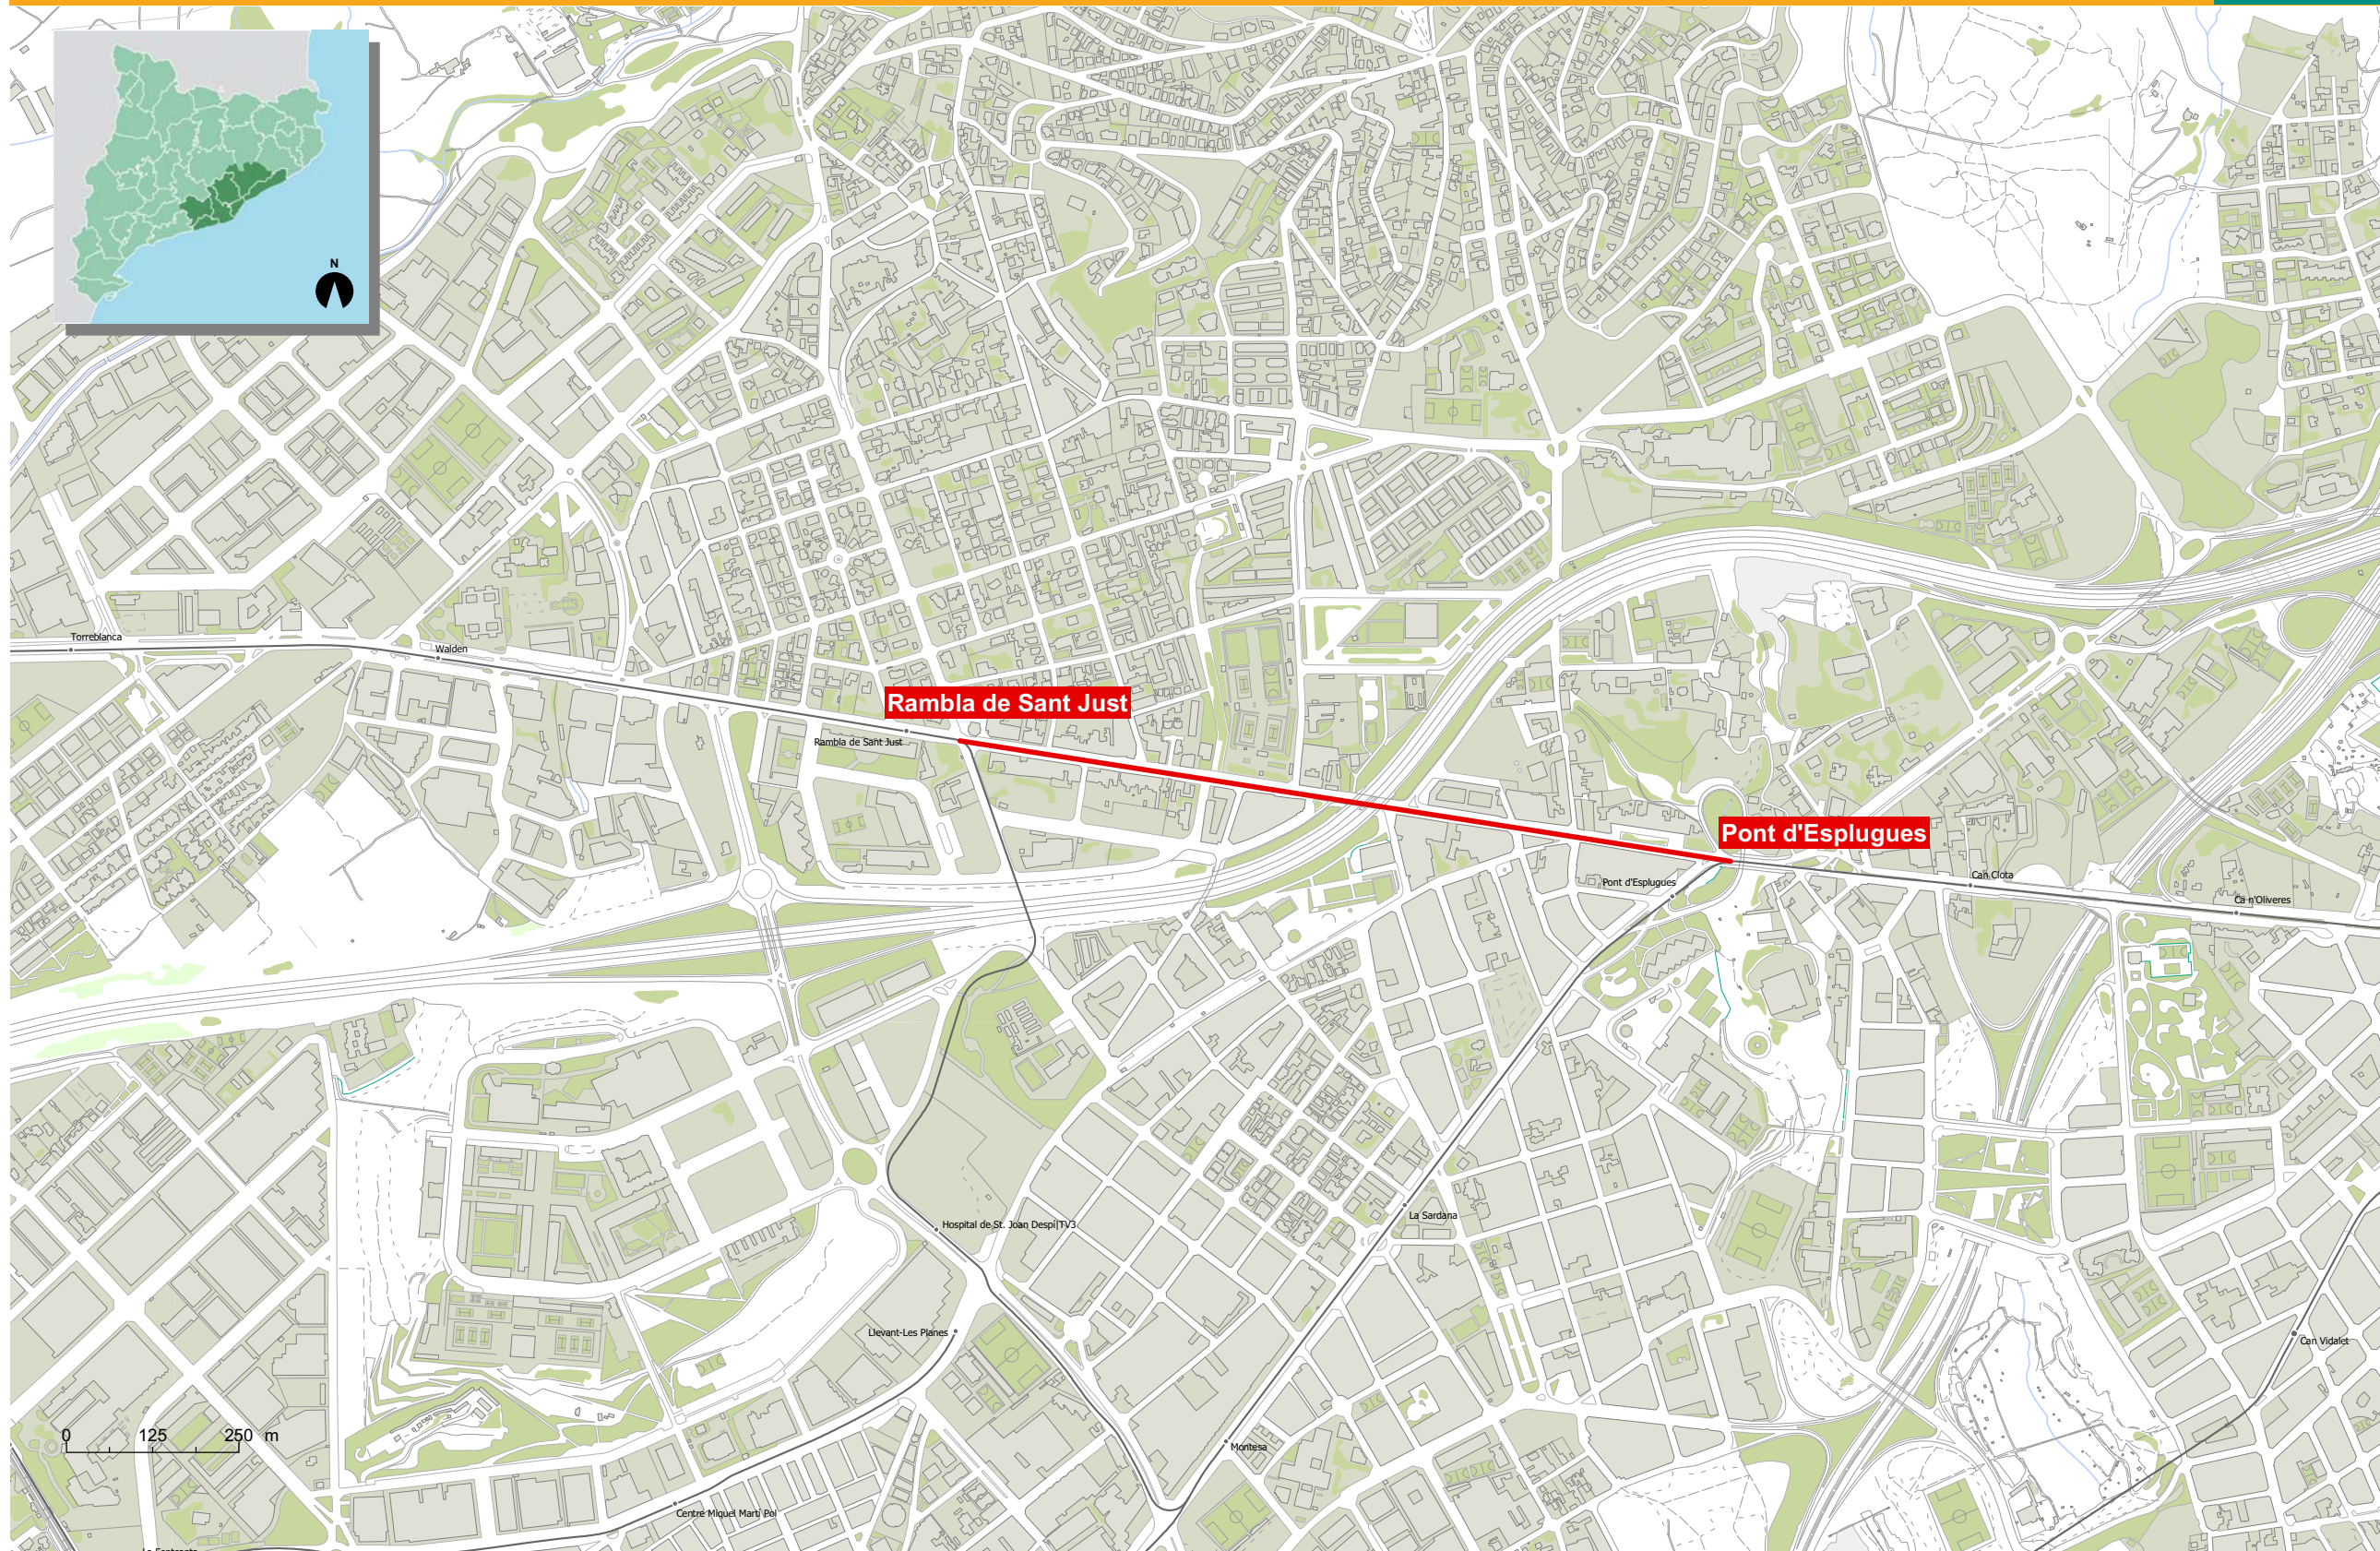 N
Torreblanca
Walden
Rambla de Sant Just
Rambla de Sant Just
Pont d'Esplugues
Pont d'Esplugues
Can Clota
Ca n'Oliveres
La Sardana
Hospital de St. Joan Despí|TV3
Llevant-Les Planes
Can Vidalet
0 125 250 m
Montesa
Centre Miquel Martí Pol